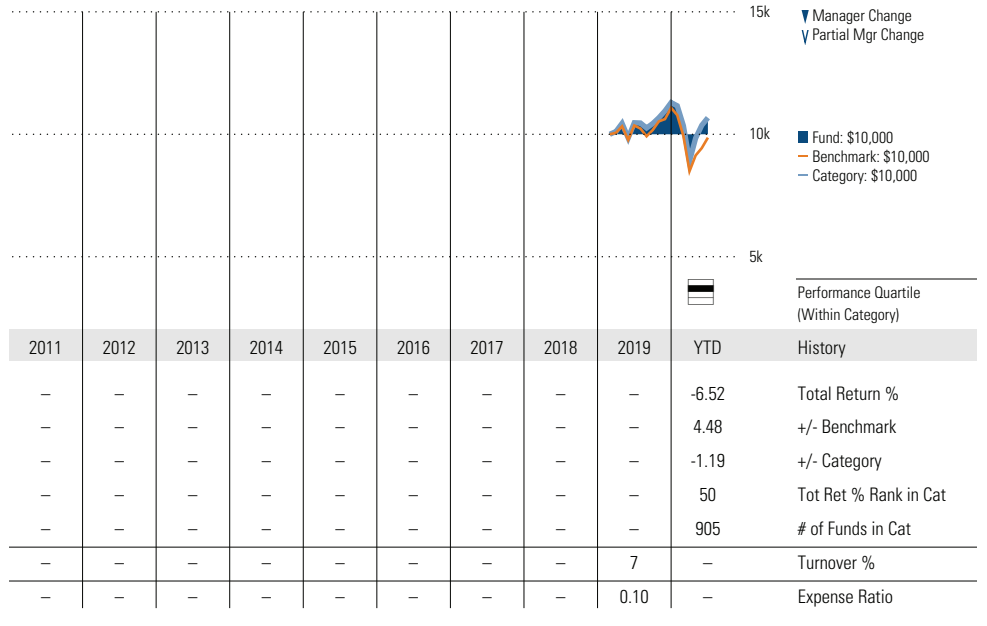 15k
Manager Change
Partial Mgr Change
10k
Fund: $10,000
Benchmark: $10,000
Category: $10,000
5k
Performance Quartile
(Within Category)
2011 2012 2013 2014 2015 2016 2017 2018 2019 YTD History
– – – – – – – – – -6.52 Total Return %
– – – – – – – – – 4.48 +/- Benchmark
– – – – – – – – – -1.19 +/- Category
– – – – – – – – – 50 Tot Ret % Rank in Cat
– – – – – – – – – 905 # of Funds in Cat
– – – – – – – – 7 – Turnover %
– – – – – – – – 0.10 – Expense Ratio